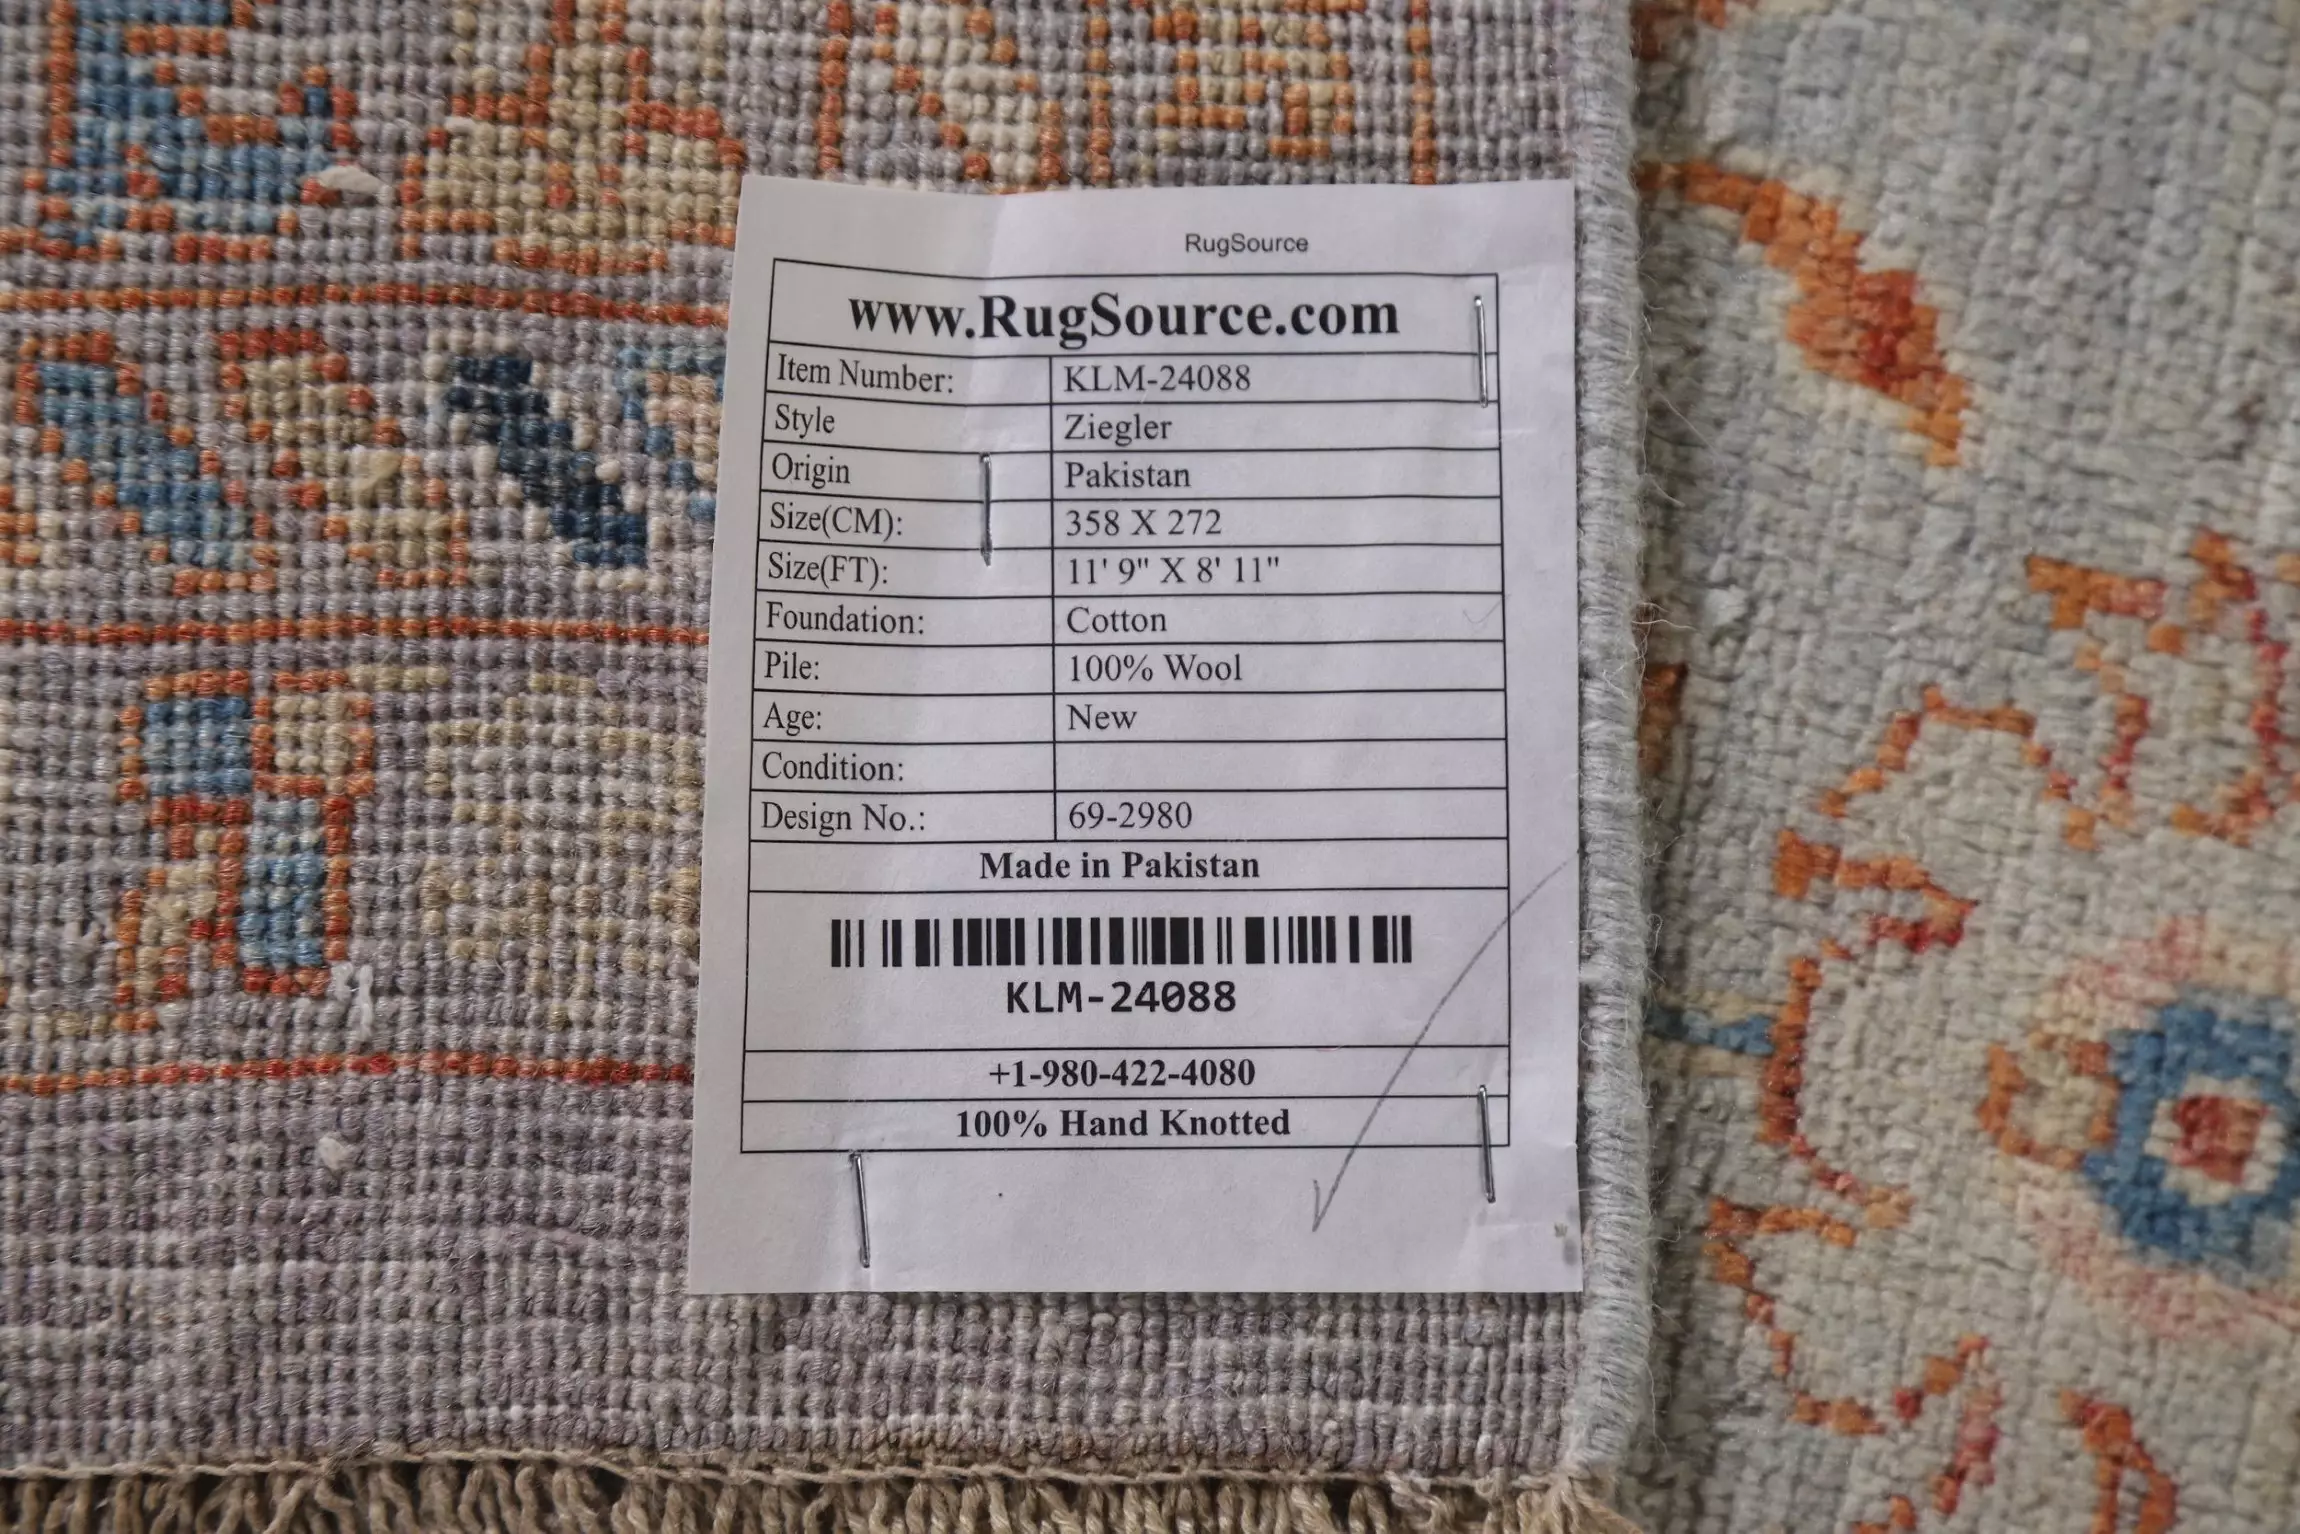 RugSource
www.RugSource.com
Item Number: KLM-24088
Style Ziegler
Origin Pakistan
Size(CM): 358 X 272
Size(FT): 11' 9" X 8' 11"
Foundation: Cotton
Pile: 100% Wool
Age: New
Condition:
Design No.: 69-2980
Made in Pakistan
KLM-24088
+1-980-422-4080
100% Hand Knotted